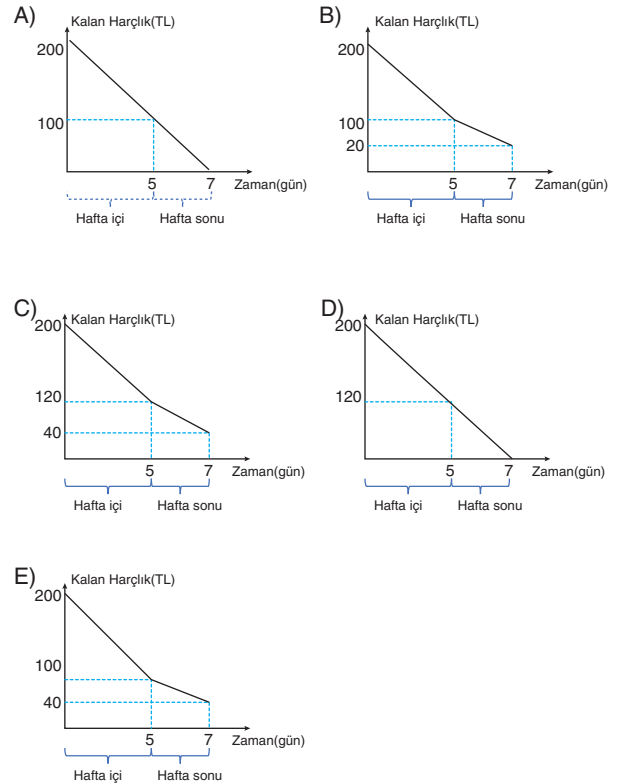 A)
Kalan Harçlık(TL)
200
100
5 7 Zaman(gün)
Hafta içi Hafta sonu
B)
Kalan Harçlık(TL)
200
100
20
5 7 Zaman(gün)
Hafta içi Hafta sonu
C)
Kalan Harçlık(TL)
200
120
40
5 7 Zaman(gün)
Hafta içi Hafta sonu
D)
Kalan Harçlık(TL)
200
120
5 7 Zaman(gün)
Hafta içi Hafta sonu
E)
Kalan Harçlık(TL)
200
100
40
5 7 Zaman(gün)
Hafta içi Hafta sonu